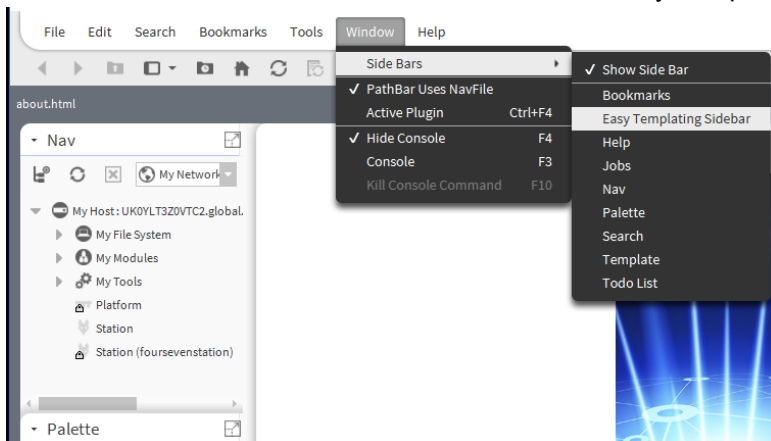 File Edit Search Bookmarks Tools Window Help
Side Bars
✓ PathBar Uses NavFile
Active Plugin Ctrl+F4
✓ Hide Console F4
Console F3
Kill Console Command F10
✓ Show Side Bar
Bookmarks
Easy Templating Sidebar
Help
Jobs
Nav
Palette
Search
Template
Todo List
about.html
Nav
My Network
My Host : UK0YLT3Z0VTC2.global.
My File System
My Modules
My Tools
Platform
Station
Station (foursevenstation)
Palette